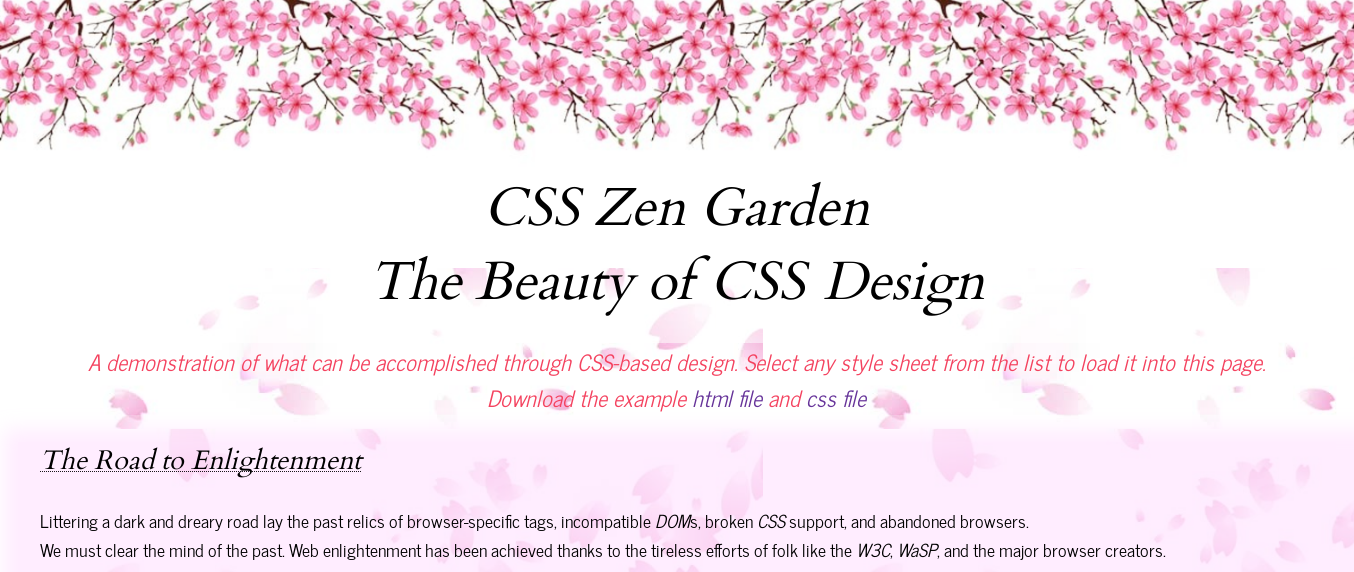 CSS Zen Garden
The Beauty of CSS Design
A demonstration of what can be accomplished through CSS-based design. Select any style sheet from the list to load it into this page.
Download the example html file and css file
The Road to Enlightenment
Littering a dark and dreary road lay the past relics of browser-specific tags, incompatible DOMs, broken CSS support, and abandoned browsers.
We must clear the mind of the past. Web enlightenment has been achieved thanks to the tireless efforts of folk like the W3C, WaSP, and the major browser creators.